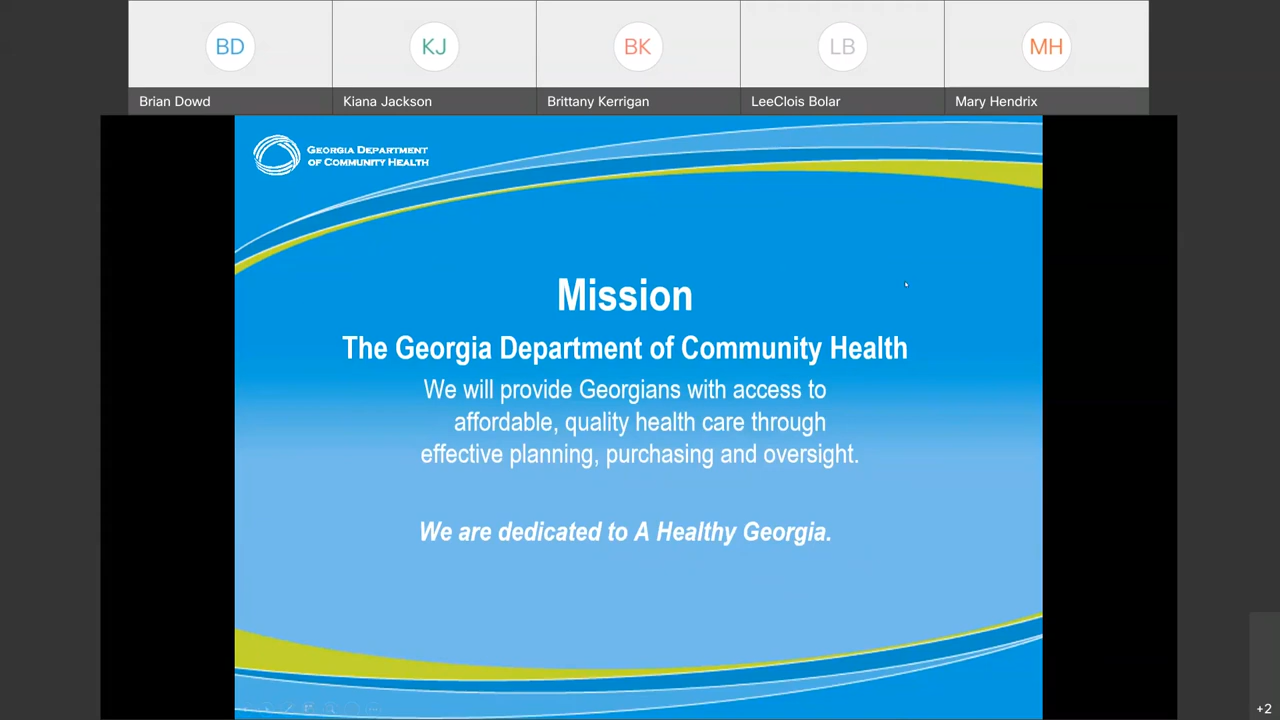 BD
KJ
BK
LB
MH
Brian Dowd
Kiana Jackson
Brittany Kerrigan
LeeClois Bolar
Mary Hendrix
GEORGIA DEPARTMENT
OF COMMUNITY HEALTH
Mission
The Georgia Department of Community Health
We will provide Georgians with access to
affordable, quality health care through
effective planning, purchasing and oversight.
We are dedicated to A Healthy Georgia.
+2